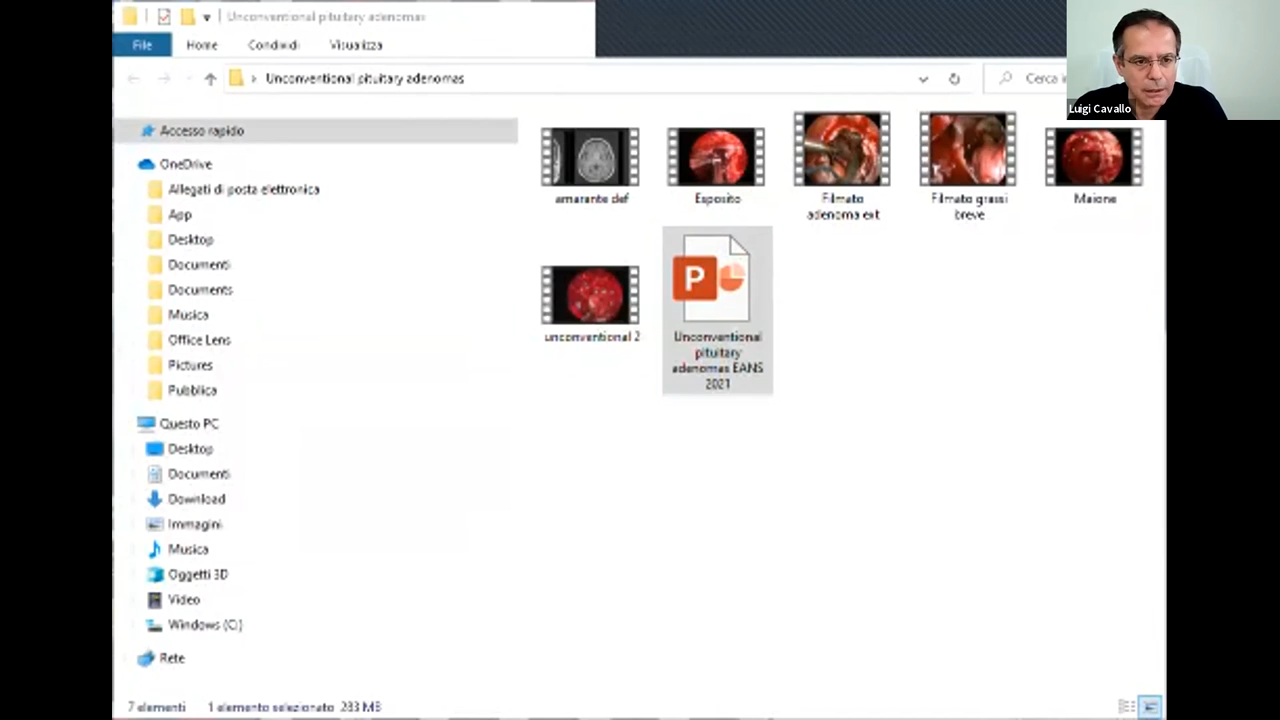 Unconventional pituitary adenomas
File Home Condividi Visualizza
Unconventional pituitary adenomas
Cerca
Luigi Cavallo
Accesso rapido
OneDrive
Allegati di posta elettronica
App
Desktop
Documenti
Documents
Musica
Office Lens
Pictures
Pubblica
Questo PC
Desktop
Documenti
Download
Immagini
Musica
Oggetti 3D
Video
Windows (C:)
Rete
amarante def
Esposito
Filmato
adenoma ext
Filmato grassi
breve
Maione
unconventional 2
P
Unconventional
pituitary
adenomas EANS
2021
7 elementi 1 elemento selezionato 283 MB